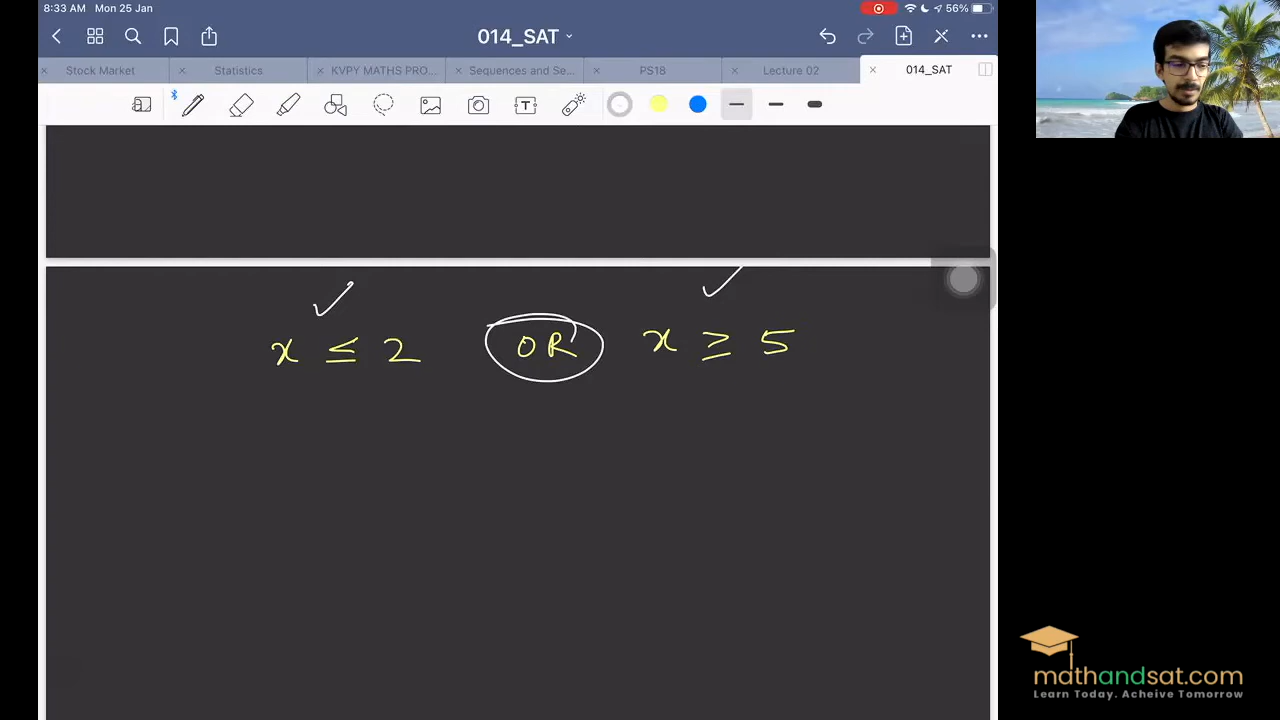 8:33 AM Mon 25 Jan 56%
014_SAT
Stock Market Statistics KVPY MATHS PRO... Sequences and Se... PS18 Lecture 02 014_SAT
T
x ≤ 2 OR x ≥ 5
mathandsat.com
Learn Today. Acheive Tomorrow